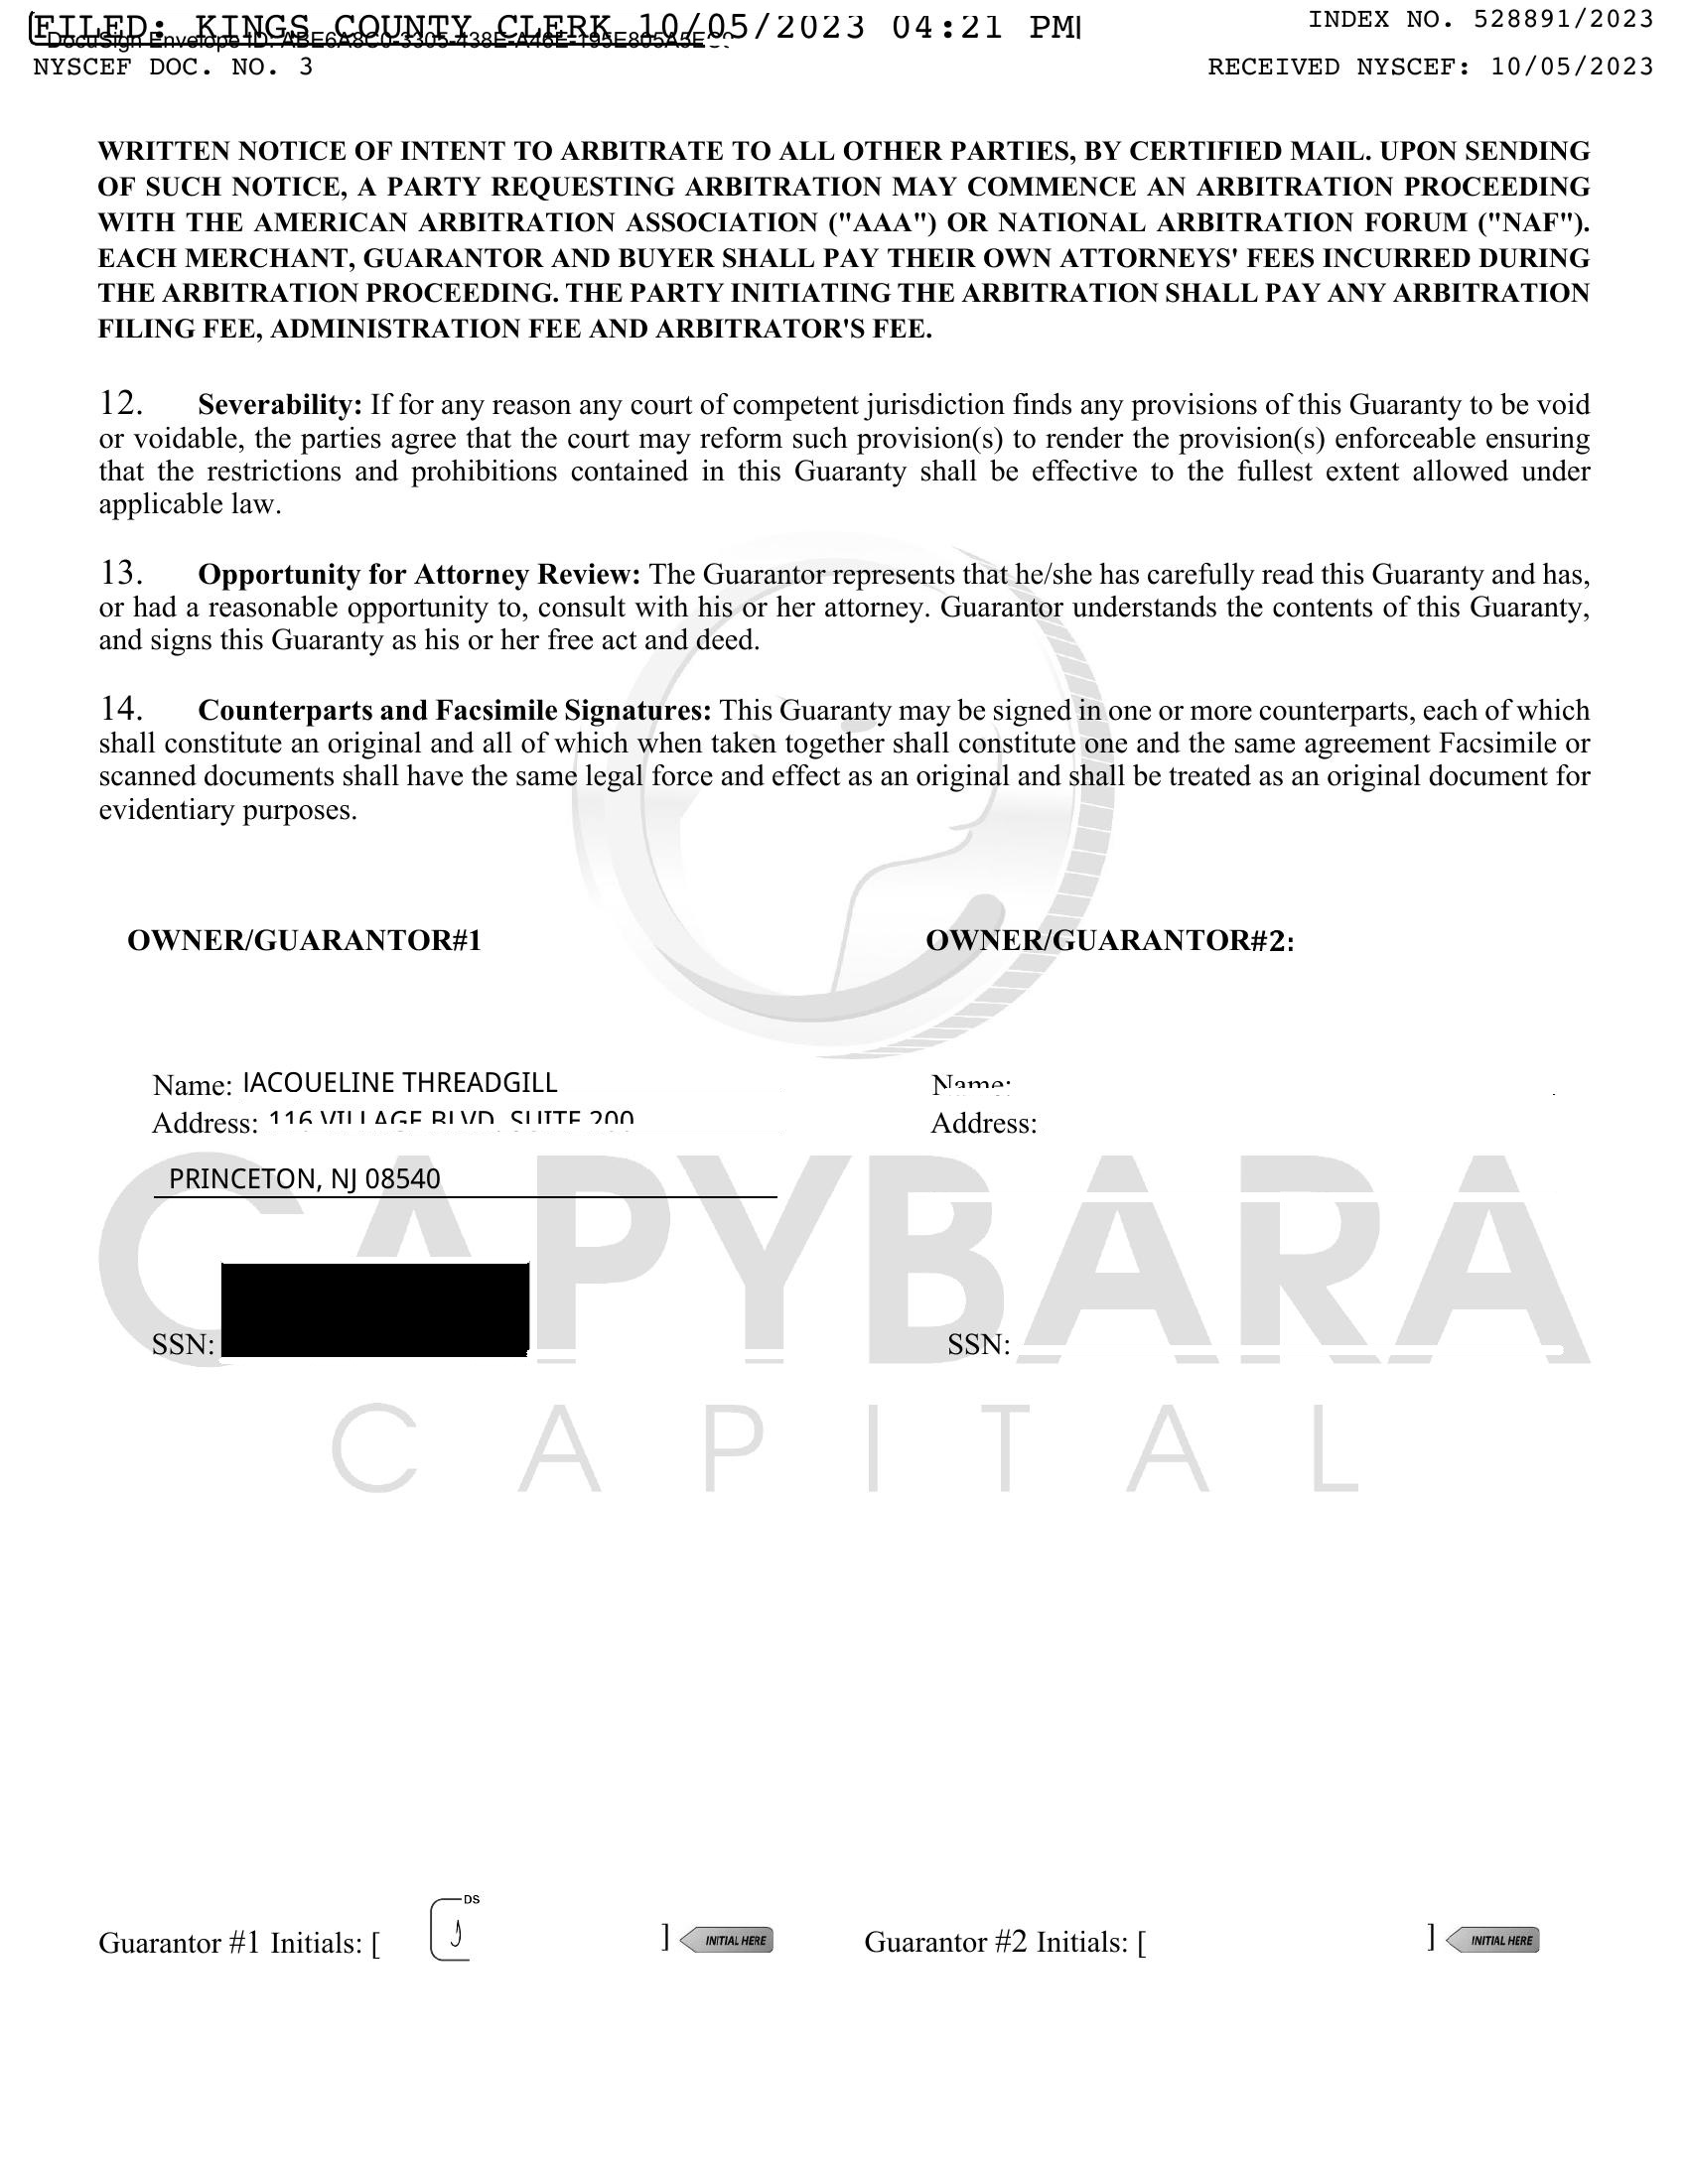 FILED: KINGS COUNTY CLERK 10/05/2023 04:21 PM
INDEX NO. 528891/2023
DocuSign Envelope ID: ABE6A8C0-3305-438E-A46E-195E805A5E
NYSCEF DOC. NO. 3
RECEIVED NYSCEF: 10/05/2023
WRITTEN NOTICE OF INTENT TO ARBITRATE TO ALL OTHER PARTIES, BY CERTIFIED MAIL. UPON SENDING
OF SUCH NOTICE, A PARTY REQUESTING ARBITRATION MAY COMMENCE AN ARBITRATION PROCEEDING
WITH THE AMERICAN ARBITRATION ASSOCIATION ("AAA") OR NATIONAL ARBITRATION FORUM ("NAF").
EACH MERCHANT, GUARANTOR AND BUYER SHALL PAY THEIR OWN ATTORNEYS' FEES INCURRED DURING
THE ARBITRATION PROCEEDING. THE PARTY INITIATING THE ARBITRATION SHALL PAY ANY ARBITRATION
FILING FEE, ADMINISTRATION FEE AND ARBITRATOR'S FEE.
12. Severability: If for any reason any court of competent jurisdiction finds any provisions of this Guaranty to be void
or voidable, the parties agree that the court may reform such provision(s) to render the provision(s) enforceable ensuring
that the restrictions and prohibitions contained in this Guaranty shall be effective to the fullest extent allowed under
applicable law.
13. Opportunity for Attorney Review: The Guarantor represents that he/she has carefully read this Guaranty and has,
or had a reasonable opportunity to, consult with his or her attorney. Guarantor understands the contents of this Guaranty,
and signs this Guaranty as his or her free act and deed.
14. Counterparts and Facsimile Signatures: This Guaranty may be signed in one or more counterparts, each of which
shall constitute an original and all of which when taken together shall constitute one and the same agreement Facsimile or
scanned documents shall have the same legal force and effect as an original and shall be treated as an original document for
evidentiary purposes.
OWNER/GUARANTOR#1
OWNER/GUARANTOR#2:
Name: JACQUELINE THREADGILL
Name:
Address: 116 VILLAGE BLVD, SUITE 200
Address:
PRINCETON, NJ 08540
CAPYBARA
SSN:
SSN:
CAPITAL
DS
Guarantor #1 Initials: [ J ] INITIAL HERE
Guarantor #2 Initials: [ ] INITIAL HERE